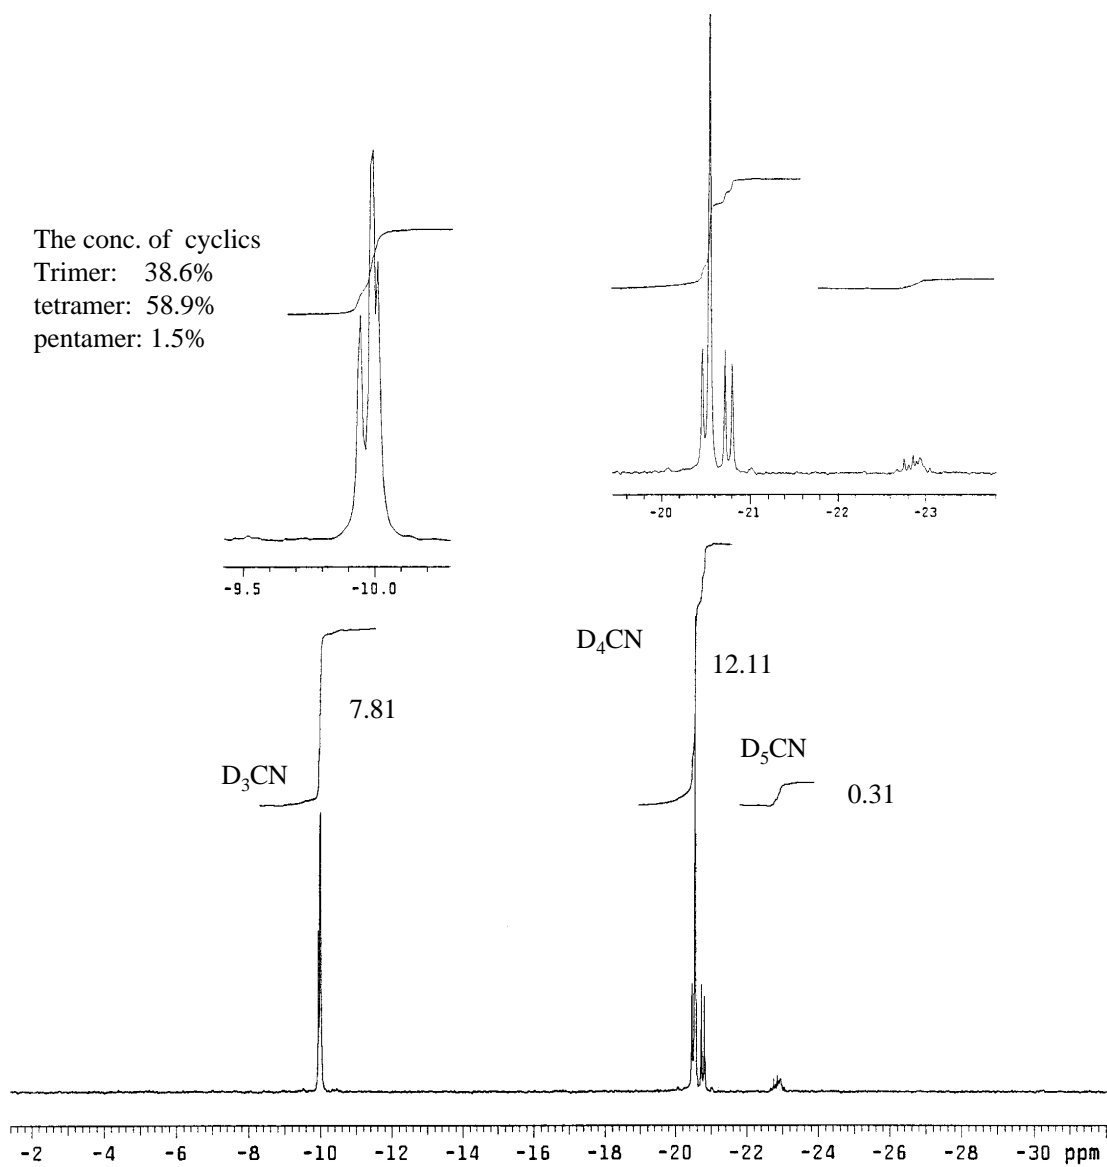 The conc. of cyclics
Trimer: 38.6%
tetramer: 58.9%
pentamer: 1.5%
-20 -21 -22 -23
-9.5 -10.0
D₄CN
12.11
7.81
D₅CN
D₃CN
0.31
-2 -4 -6 -8 -10 -12 -14 -16 -18 -20 -22 -24 -26 -28 -30 ppm